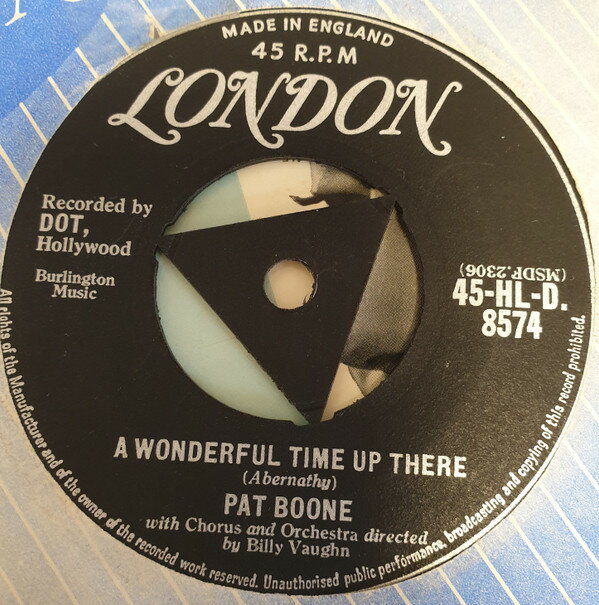 MADE IN ENGLAND
45 R.P.M
LONDON
Recorded by
DOT,
Hollywood
Burlington
Music
(MSDF.2306)
45-HL-D.
8574
A WONDERFUL TIME UP THERE
(Abernathy)
PAT BOONE
with Chorus and Orchestra directed
by Billy Vaughn
All rights of the Manufacturer and of the owner of the recorded work reserved. Unauthorised public performance, broadcasting and copying of this record prohibited.